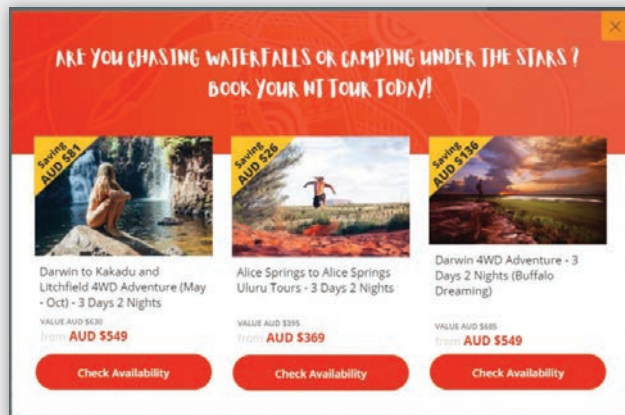 ARE YOU CHASING WATERFALLS OR CAMPING UNDER THE STARS ?
BOOK YOUR NT TOUR TODAY!
Saving
AUD $81
Darwin to Kakadu and
Litchfield 4WD Adventure (May
- Oct) - 3 Days 2 Nights
VALUE AUD $630
from AUD $549
Check Availability
Saving
AUD $26
Alice Springs to Alice Springs
Uluru Tours - 3 Days 2 Nights
VALUE AUD $395
from AUD $369
Check Availability
Saving
AUD $136
Darwin 4WD Adventure - 3
Days 2 Nights (Buffalo
Dreaming)
VALUE AUD $685
from AUD $549
Check Availability